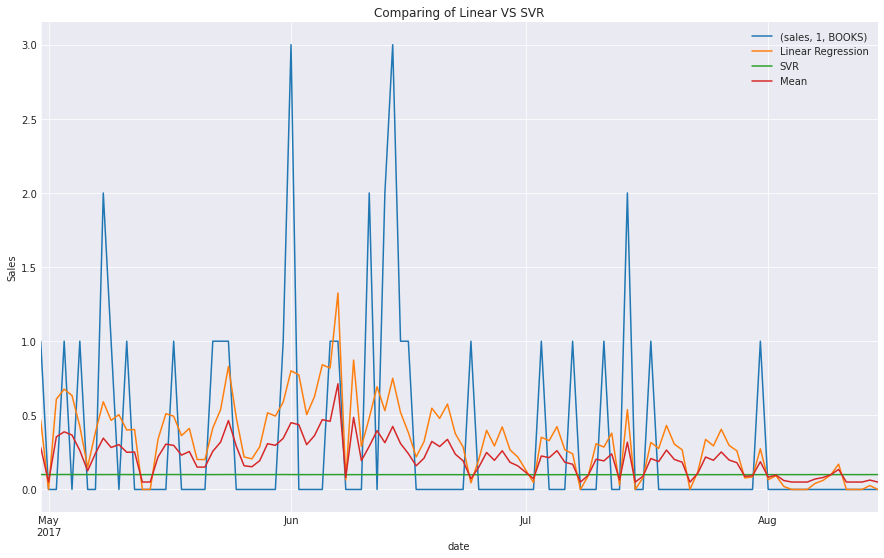 Comparing of Linear VS SVR
(sales, 1, BOOKS)
Linear Regression
SVR
Mean
3.0
2.5
2.0
1.5
1.0
0.5
0.0
Sales
May
2017
Jun
Jul
Aug
date